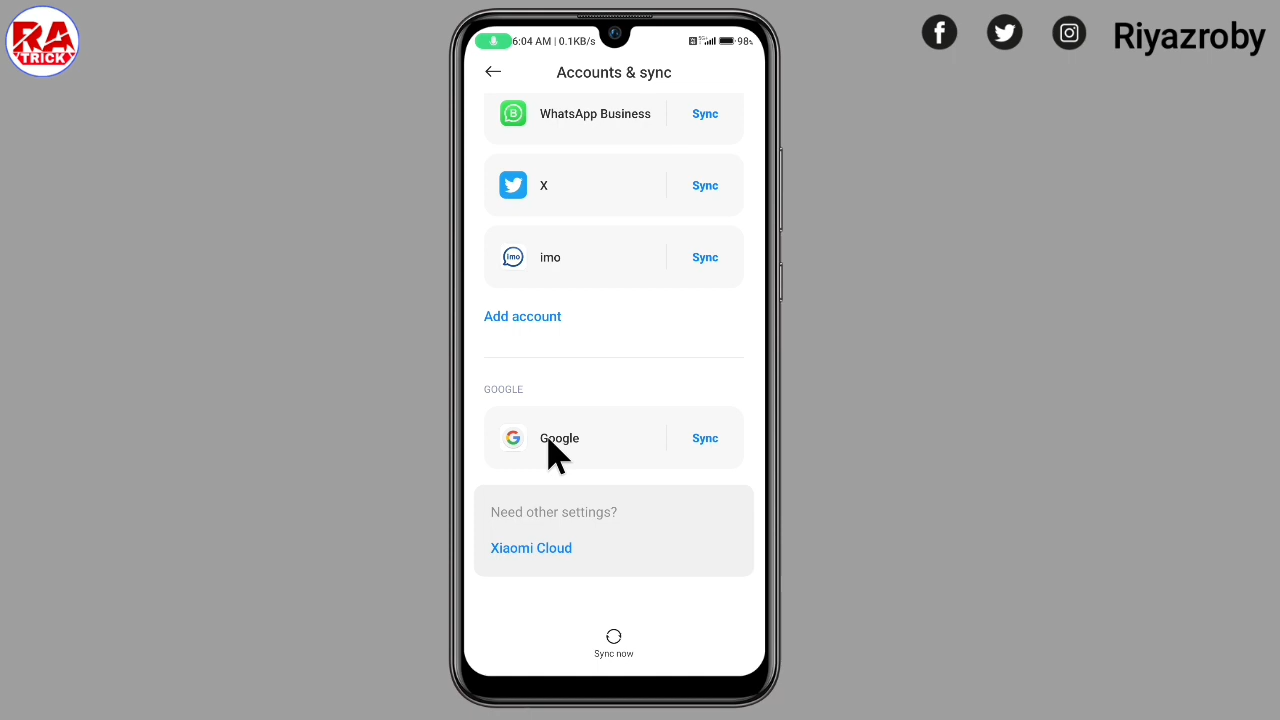 RA
TRICK
Riyazroby
6:04 AM | 0.1KB/s
5G
98%
Accounts & sync
WhatsApp Business
Sync
X
Sync
imo
imo
Sync
Add account
GOOGLE
Google
Sync
Need other settings?
Xiaomi Cloud
Sync now